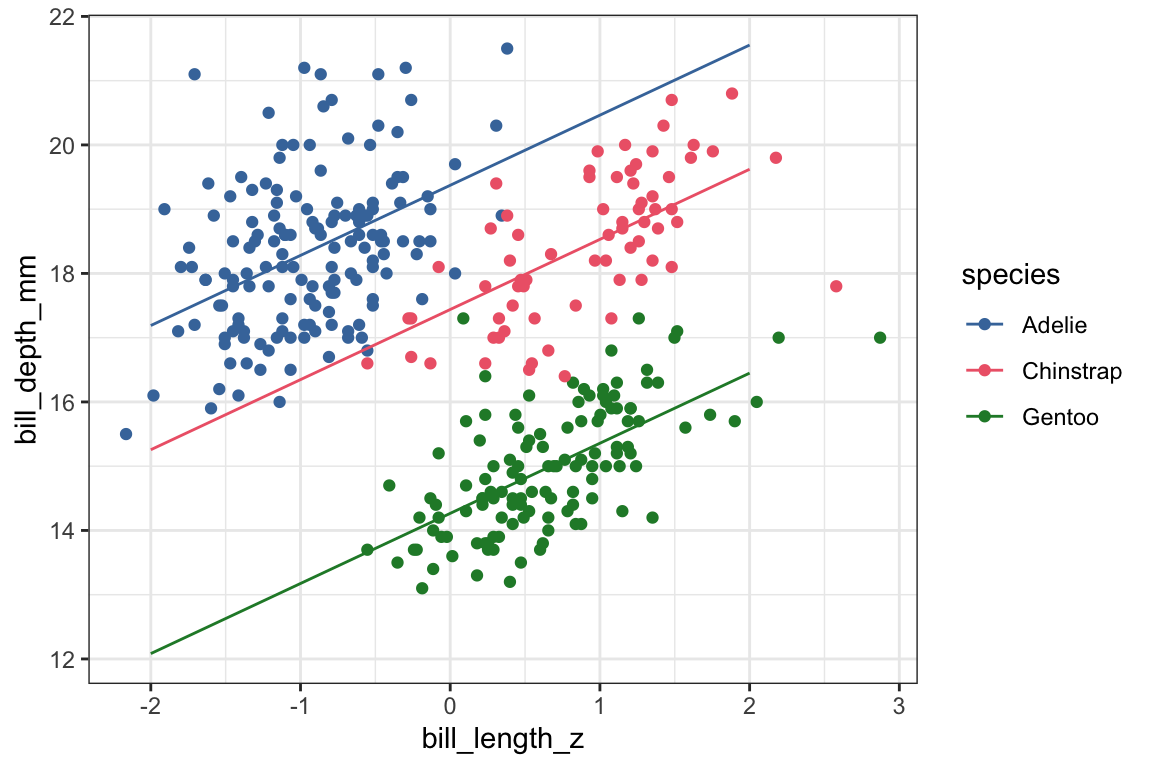 22
20
18
16
14
12
bill_depth_mm
-2 -1 0 1 2 3
bill_length_z
species
Adelie
Chinstrap
Gentoo